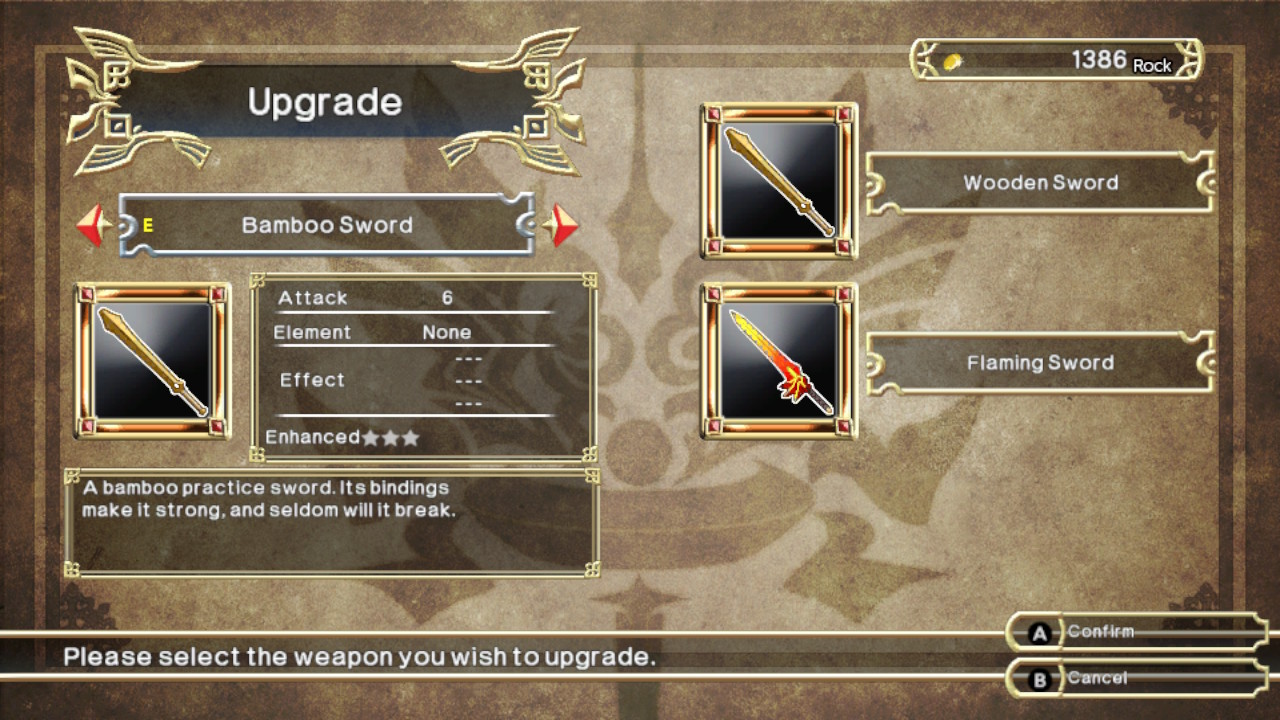 Upgrade
1386 Rock
E Bamboo Sword
Attack 6
Element None
---
Effect ---
---
Enhanced★★★
A bamboo practice sword. Its bindings
make it strong, and seldom will it break.
Wooden Sword
Flaming Sword
Please select the weapon you wish to upgrade.
A Confirm
B Cancel